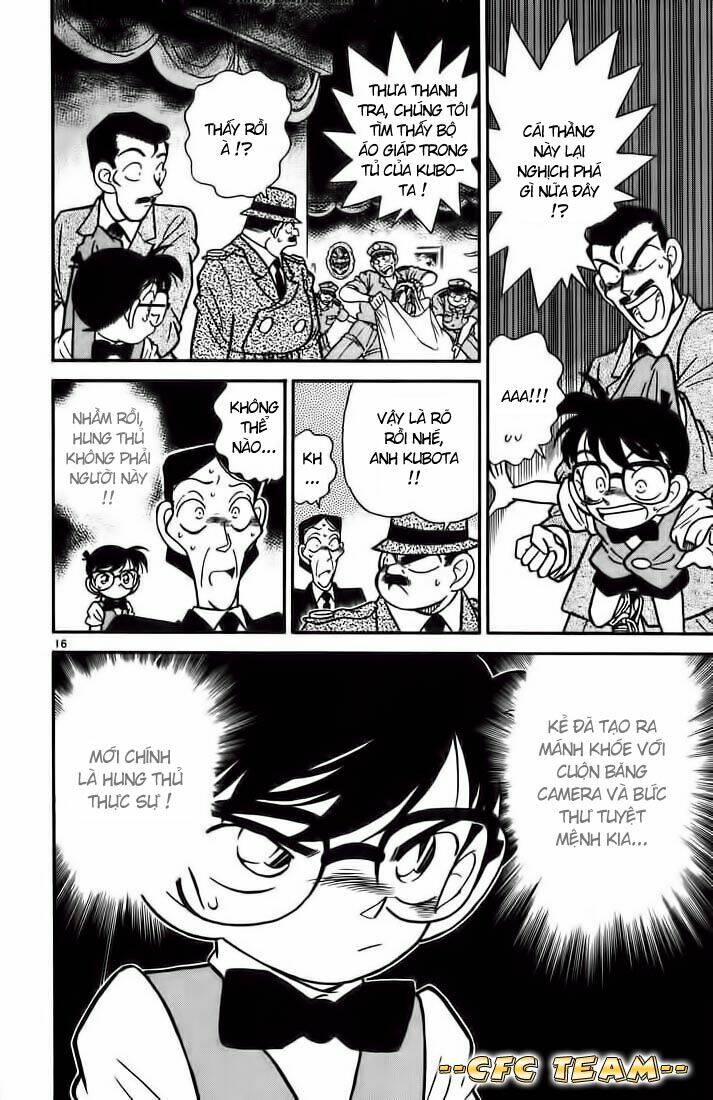 CÁI THẰNG
NÀY LẠI
NGHỊCH PHÁ
GÌ NỮA ĐÂY
!?
AAA!!!
THƯA THANH
TRA, CHÚNG TÔI
TÌM THẤY BỘ
ÁO GIÁP TRONG
TỦ CỦA KUBO-
TA !
THẤY RỒI
À !?
VẬY LÀ RÕ
RỒI NHÉ,
ANH KUBOTA
!!
KH
...
KHÔNG
THỂ
NÀO...
NHẦM RỒI,
HUNG THỦ
KHÔNG PHẢI
NGƯỜI NÀY
!!
16
KẺ ĐÃ TẠO RA
MÁNH KHÓE VỚI
CUỘN BĂNG
CAMERA VÀ BỨC
THƯ TUYỆT
MỆNH KIA...
MỚI CHÍNH
LÀ HUNG THỦ
THỰC SỰ !
--CFC TEAM--